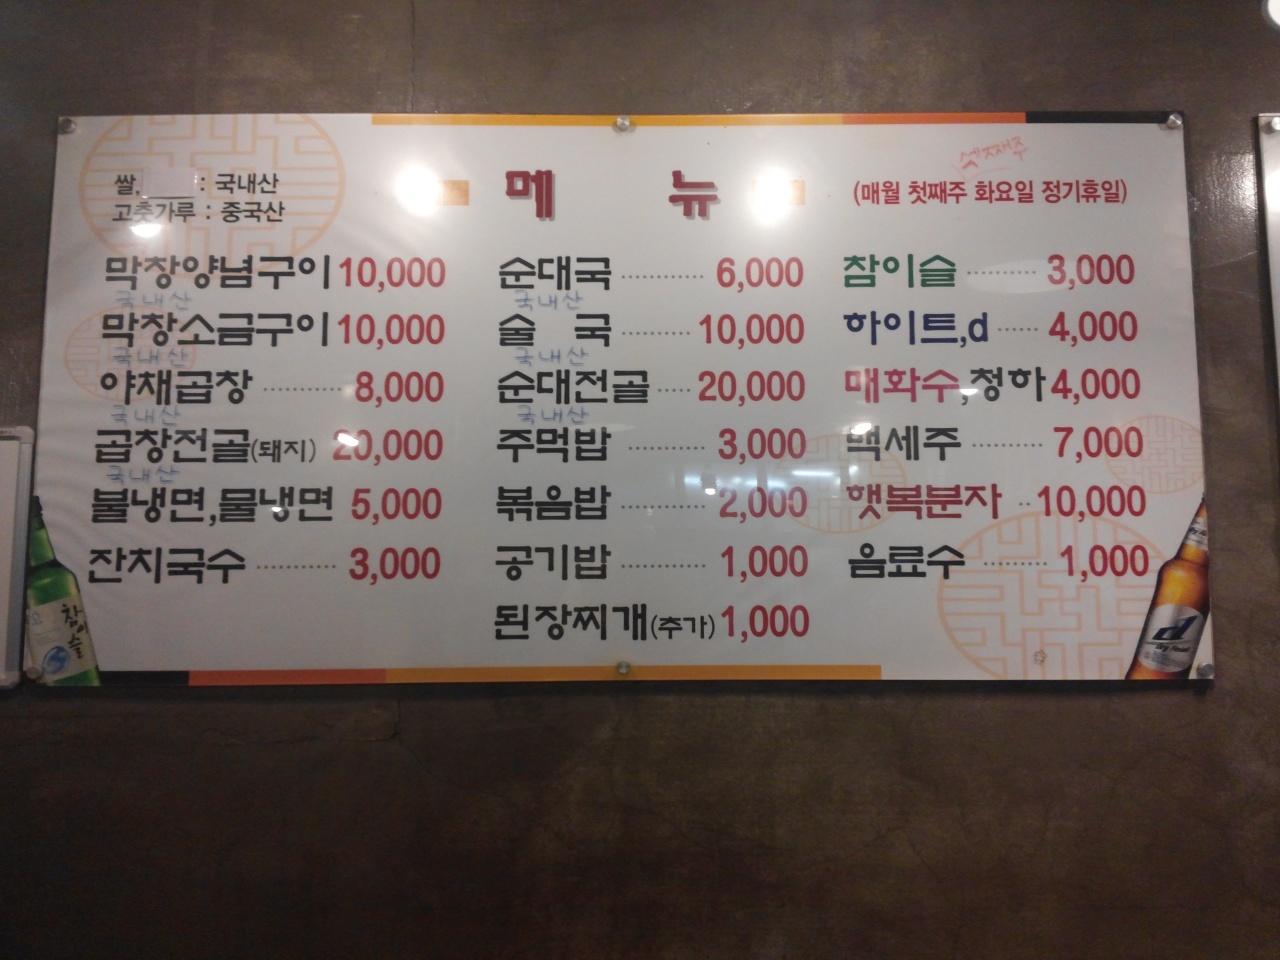 쌀, : 국내산
고춧가루 : 중국산
메 뉴
셋째주
(매월 첫째주 화요일 정기휴일)
막창양념구이 10,000
국내산
막창소금구이 10,000
국내산
야채곱창 8,000
국내산
곱창전골(돼지) 20,000
국내산
불냉면,물냉면 5,000
잔치국수 3,000
순대국 6,000
국내산
술 국 10,000
국내산
순대전골 20,000
국내산
주먹밥 3,000
볶음밥 2,000
공기밥 1,000
된장찌개(추가) 1,000
참이슬 3,000
하이트,d 4,000
매화수,청하 4,000
백세주 7,000
햇복분자 10,000
음료수 1,000
참이슬
d
Dry Finish